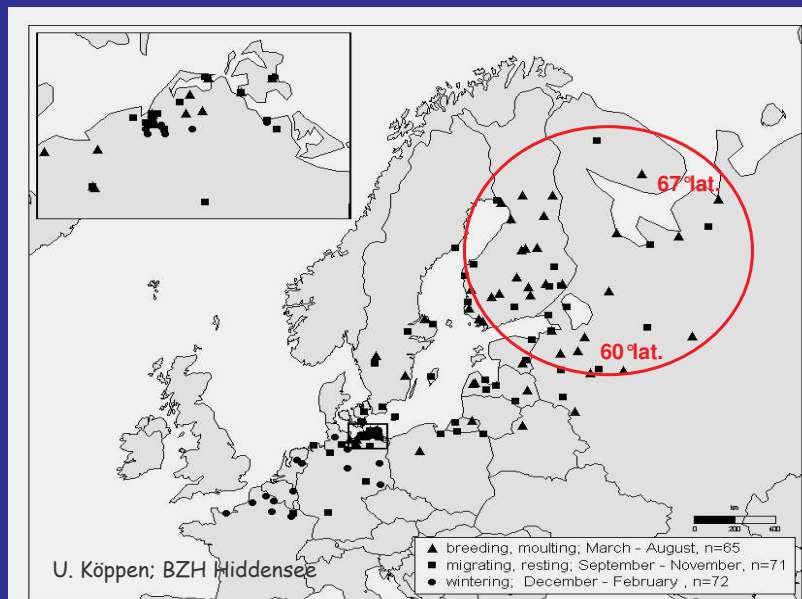 67°lat.
60°lat.
km
0 200 400
▲ breeding, moulting; March - August, n=65
■ migrating, resting; September - November, n=71
● wintering; December - February , n=72
U. Köppen; BZH Hiddensee